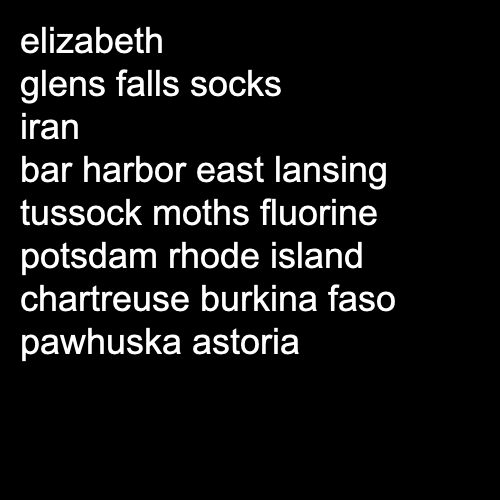 elizabeth
glens falls socks
iran
bar harbor east lansing
tussock moths fluorine
potsdam rhode island
chartreuse burkina faso
pawhuska astoria